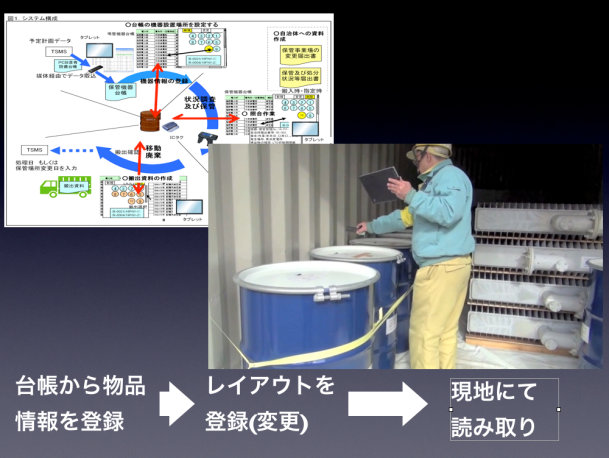 図1. システム構成
〇台帳の機器設置場所を設定する
予定計画データ
タブレット
TSMS
〇自治体への資料
作成
保管事業場の
変更届出書
保管及び処分
状況等届出書
媒体経由でデータ取込
機器情報の登録
保管機器
台帳
搬入時・指定時
状況調査
及び保管
〇 照合作業
ICタグ
タブレット
移動
廃棄
TSMS
搬出確認
処理日 もしくは
保管場所変更日を入力
搬出資料
〇搬出資料の作成
タブレット
台帳から物品
情報を登録
レイアウトを
登録(変更)
現地にて
読み取り